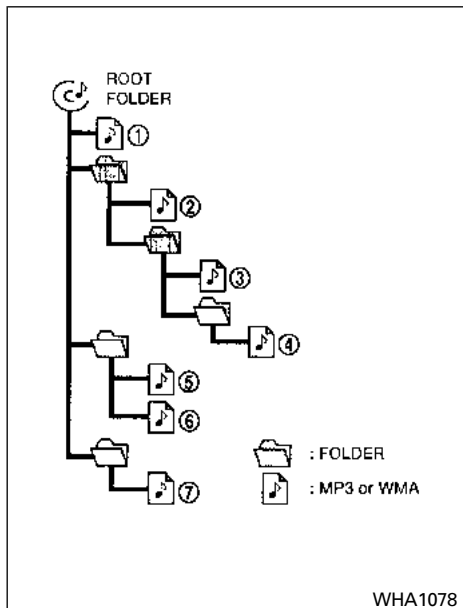 ROOT
FOLDER
①
②
③
④
⑤
⑥
⑦
: FOLDER
: MP3 or WMA
WHA1078